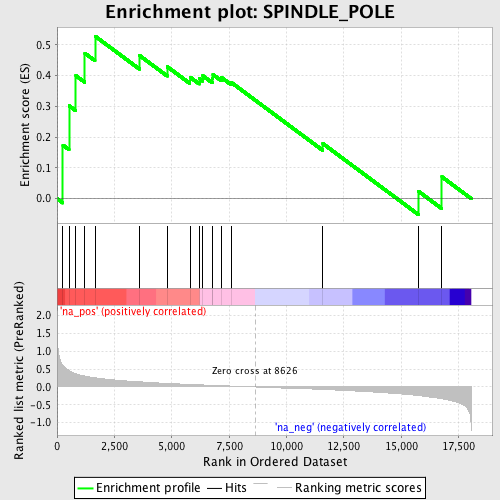 Enrichment plot: SPINDLE_POLE
Enrichment score (ES)
0.5
0.4
0.3
0.2
0.1
0.0
'na_pos' (positively correlated)
Ranked list metric (PreRanked)
2.0
1.5
1.0
0.5
0.0
-0.5
-1.0
Zero cross at 8626
'na_neg' (negatively correlated)
0 2,500 5,000 7,500 10,000 12,500 15,000 17,500
Rank in Ordered Dataset
Enrichment profile Hits Ranking metric scores